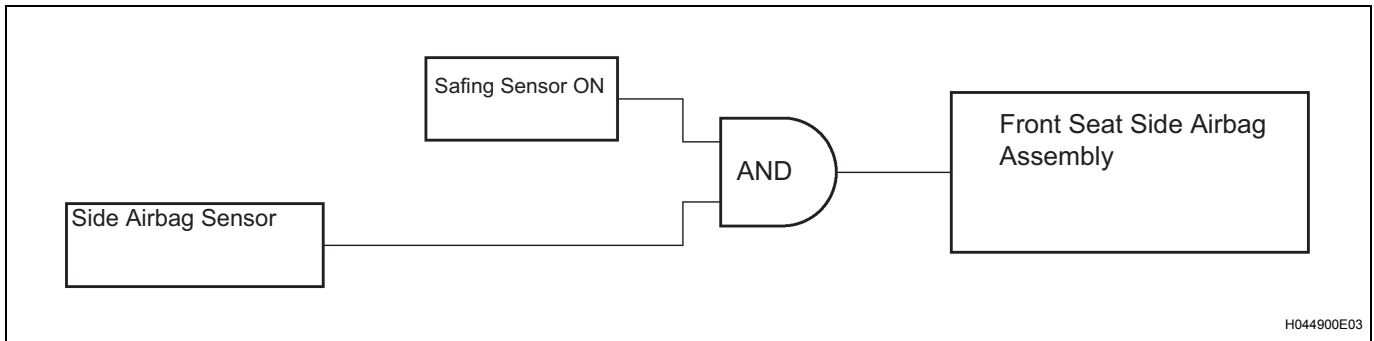 Safing Sensor ON
Side Airbag Sensor
AND
Front Seat Side Airbag
Assembly
H044900E03